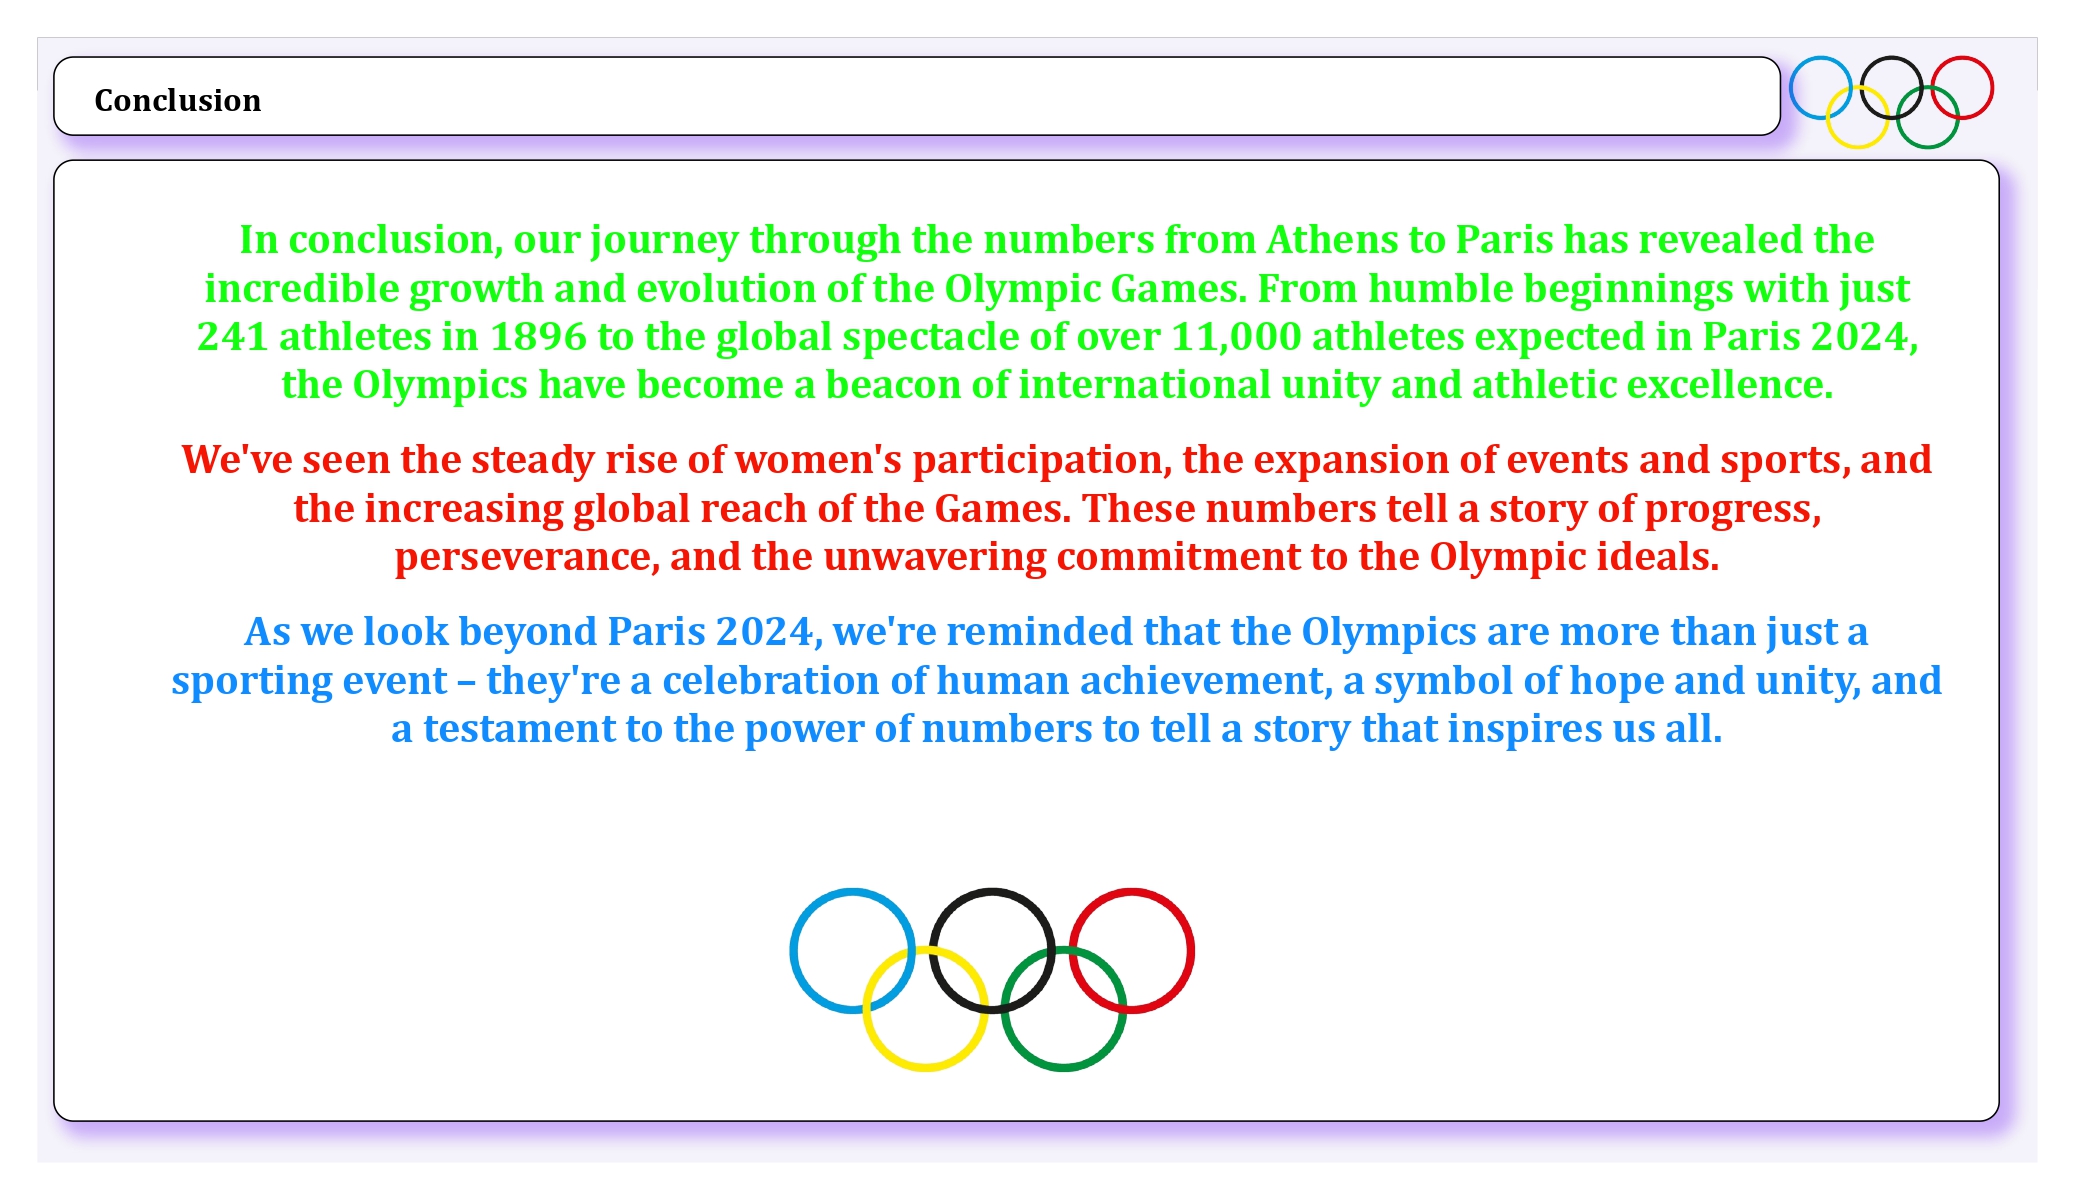 Conclusion
In conclusion, our journey through the numbers from Athens to Paris has revealed the
incredible growth and evolution of the Olympic Games. From humble beginnings with just
241 athletes in 1896 to the global spectacle of over 11,000 athletes expected in Paris 2024,
the Olympics have become a beacon of international unity and athletic excellence.
We've seen the steady rise of women's participation, the expansion of events and sports, and
the increasing global reach of the Games. These numbers tell a story of progress,
perseverance, and the unwavering commitment to the Olympic ideals.
As we look beyond Paris 2024, we're reminded that the Olympics are more than just a
sporting event – they're a celebration of human achievement, a symbol of hope and unity, and
a testament to the power of numbers to tell a story that inspires us all.